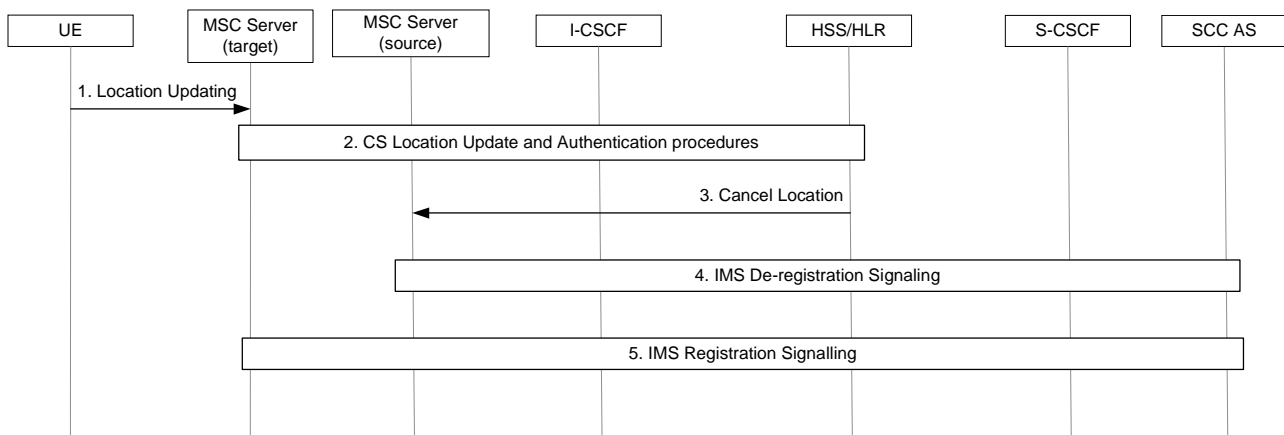 UE
MSC Server
(target)
MSC Server
(source)
I-CSCF
HSS/HLR
S-CSCF
SCC AS
1. Location Updating
2. CS Location Update and Authentication procedures
3. Cancel Location
4. IMS De-registration Signaling
5. IMS Registration Signalling